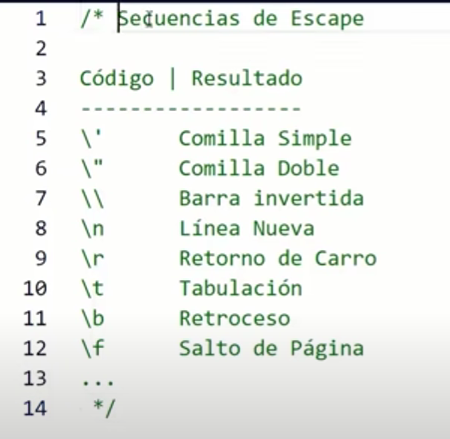 1 /* Secuencias de Escape
2
3 Código | Resultado
4 ------------------
5 \' Comilla Simple
6 \" Comilla Doble
7 \\ Barra invertida
8 \n Línea Nueva
9 \r Retorno de Carro
10 \t Tabulación
11 \b Retroceso
12 \f Salto de Página
13 ...
14 */